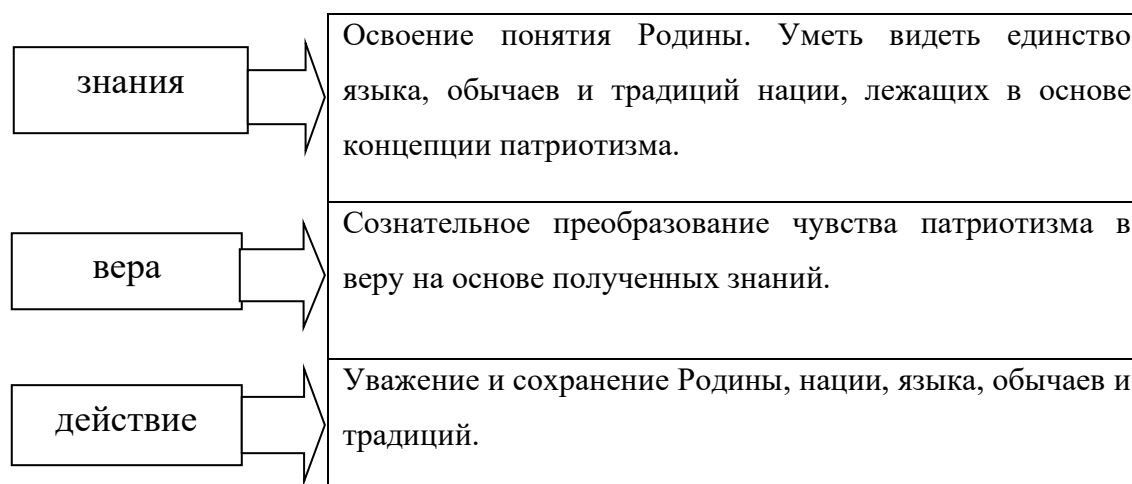 знания
Освоение понятия Родины. Уметь видеть единство
языка, обычаев и традиций нации, лежащих в основе
концепции патриотизма.
вера
Сознательное преобразование чувства патриотизма в
веру на основе полученных знаний.
действие
Уважение и сохранение Родины, нации, языка, обычаев и
традиций.